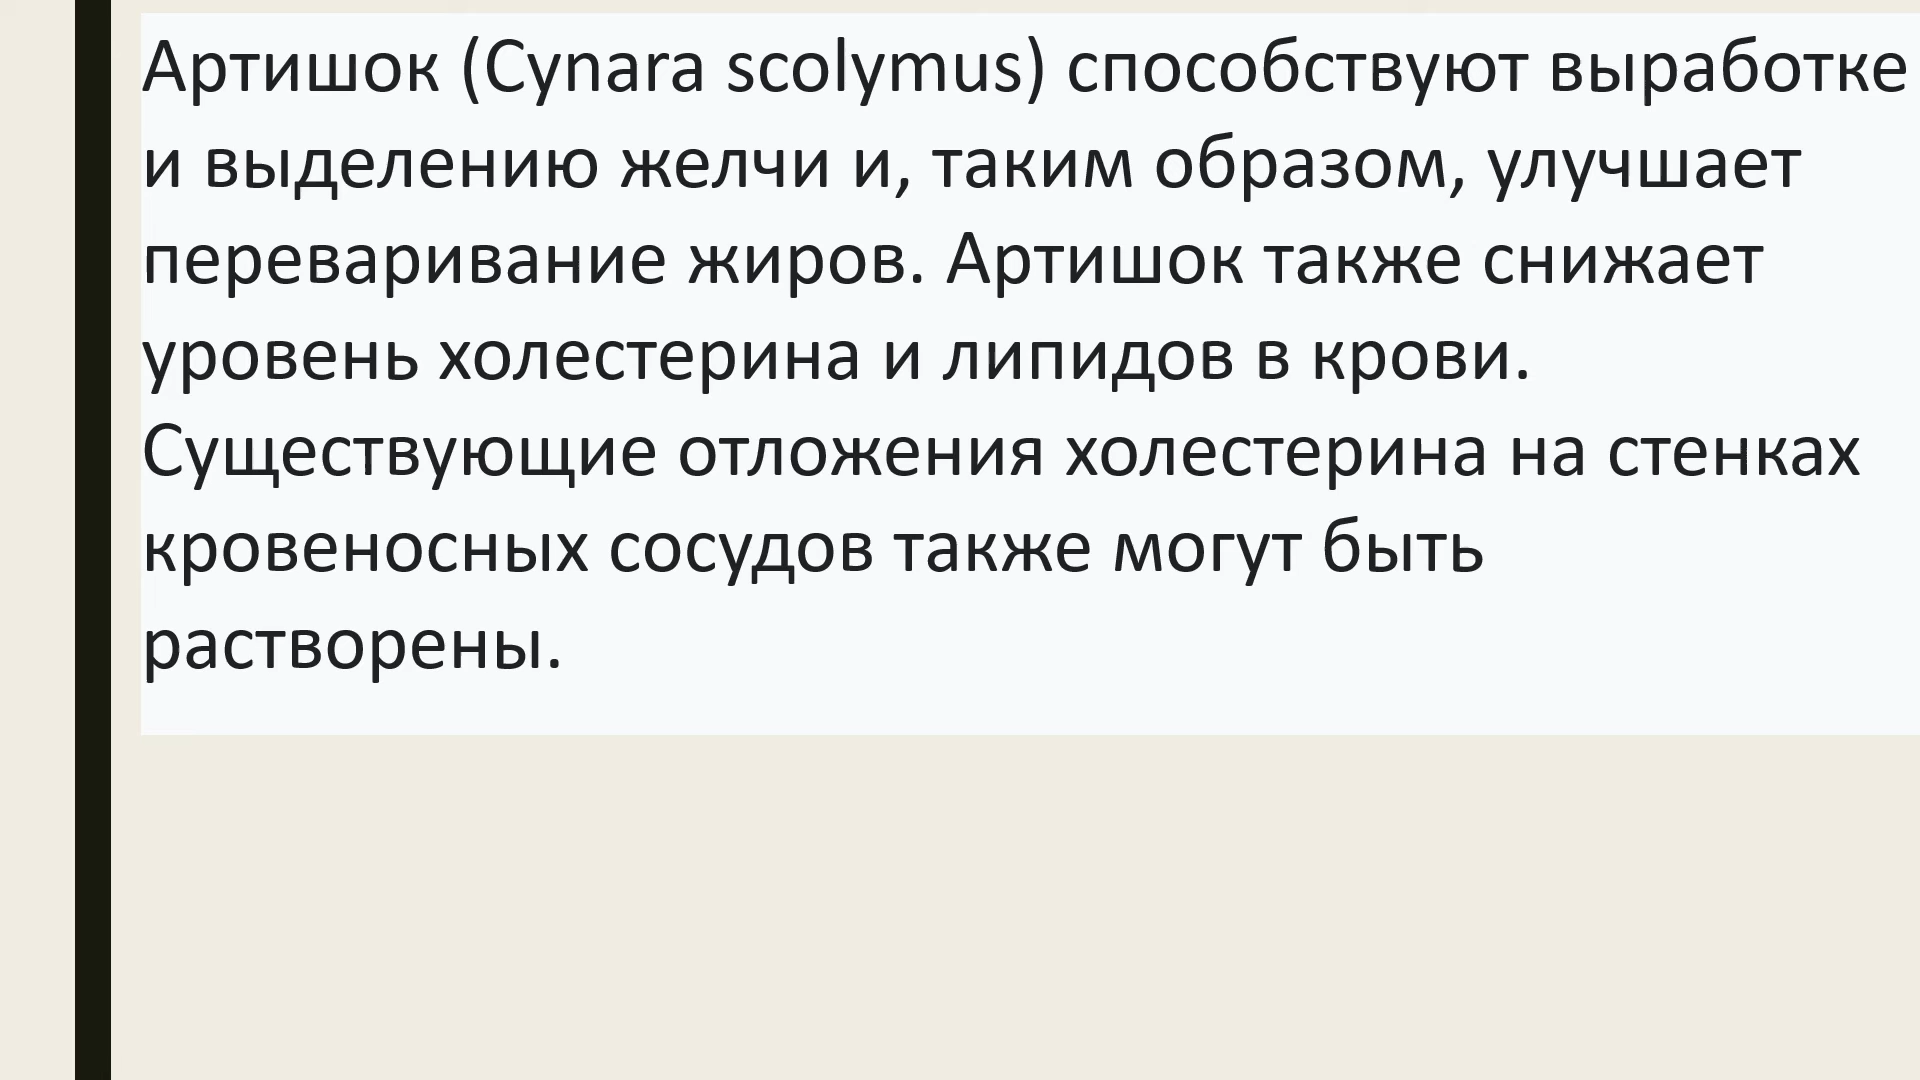 Артишок (Cynara scolymus) способствуют выработке
и выделению желчи и, таким образом, улучшает
переваривание жиров. Артишок также снижает
уровень холестерина и липидов в крови.
Существующие отложения холестерина на стенках
кровеносных сосудов также могут быть
растворены.